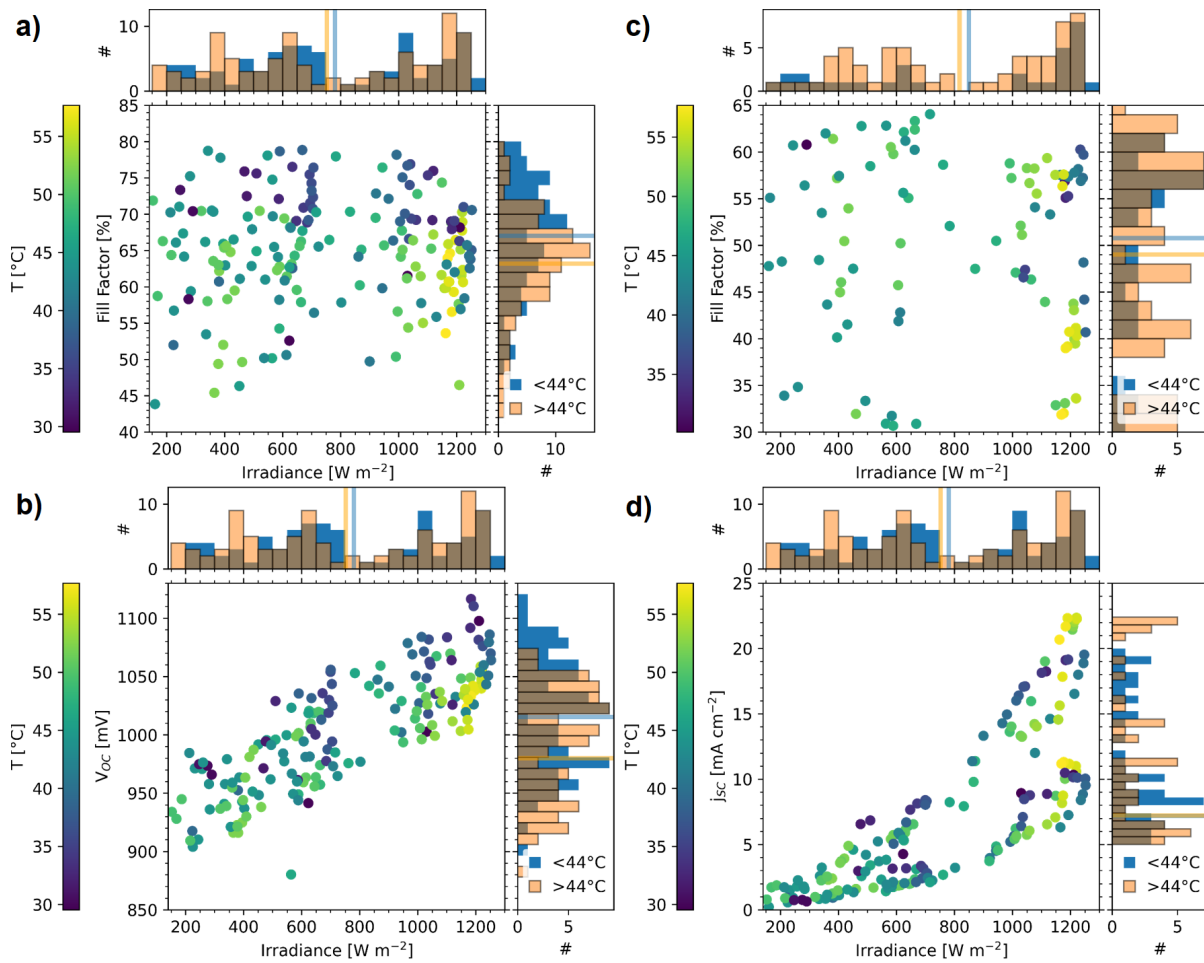 a)
#
10
0
T [°C]
55
50
45
40
35
30
Fill Factor [%]
85
80
75
70
65
60
55
50
45
40
200 400 600 800 1000 1200
Irradiance [W m⁻²]
<44°C
>44°C
0 5 10
#
c)
#
5
0
T [°C]
55
50
45
40
35
Fill Factor [%]
65
60
55
50
45
40
35
30
200 400 600 800 1000 1200
Irradiance [W m⁻²]
<44°C
>44°C
0 5
#
b)
#
10
0
T [°C]
55
50
45
40
35
30
V_OC [mV]
1100
1050
1000
950
900
850
200 400 600 800 1000 1200
Irradiance [W m⁻²]
<44°C
>44°C
0 5
#
d)
#
10
0
T [°C]
55
50
45
40
35
30
j_SC [mA cm⁻²]
25
20
15
10
5
0
200 400 600 800 1000 1200
Irradiance [W m⁻²]
<44°C
>44°C
0 5
#